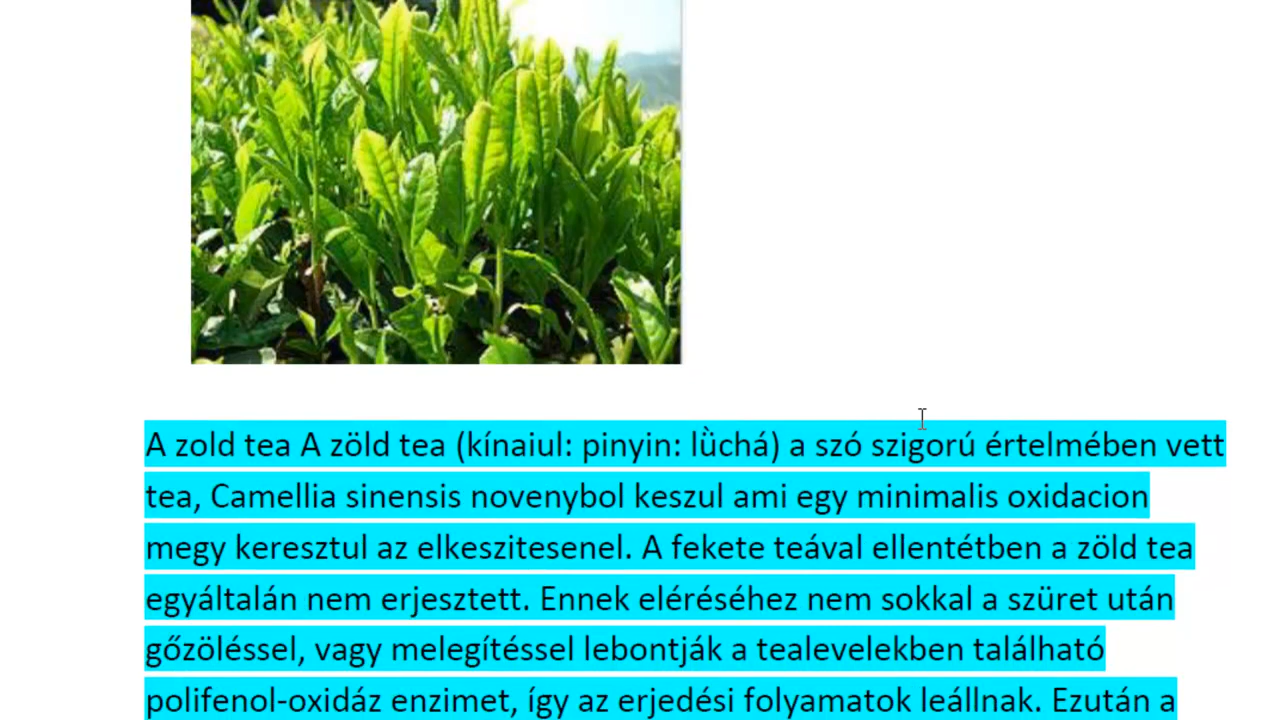 A zold tea A zöld tea (kínaiul: pinyin: lǜchá) a szó szigorú értelmében vett
tea, Camellia sinensis novenybol keszul ami egy minimalis oxidacion
megy keresztul az elkeszitesenel. A fekete teával ellentétben a zöld tea
egyáltalán nem erjesztett. Ennek eléréséhez nem sokkal a szüret után
gőzöléssel, vagy melegítéssel lebontják a tealevelekben található
polifenol-oxidáz enzimet, így az erjedési folyamatok leállnak. Ezután a